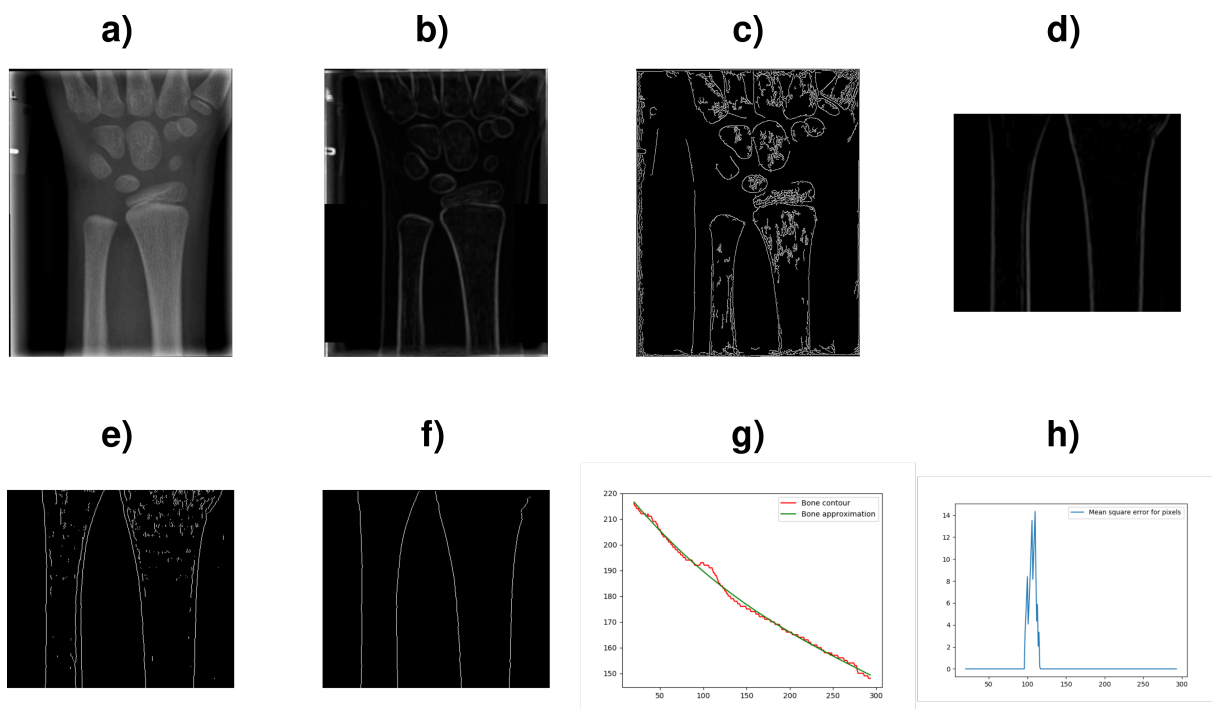 a) b) c) d)
e) f) g) h)
220
210
200
190
180
170
160
150
50 100 150 200 250 300
Bone contour
Bone approximation
14
12
10
8
6
4
2
0
50 100 150 200 250 300
Mean square error for pixels